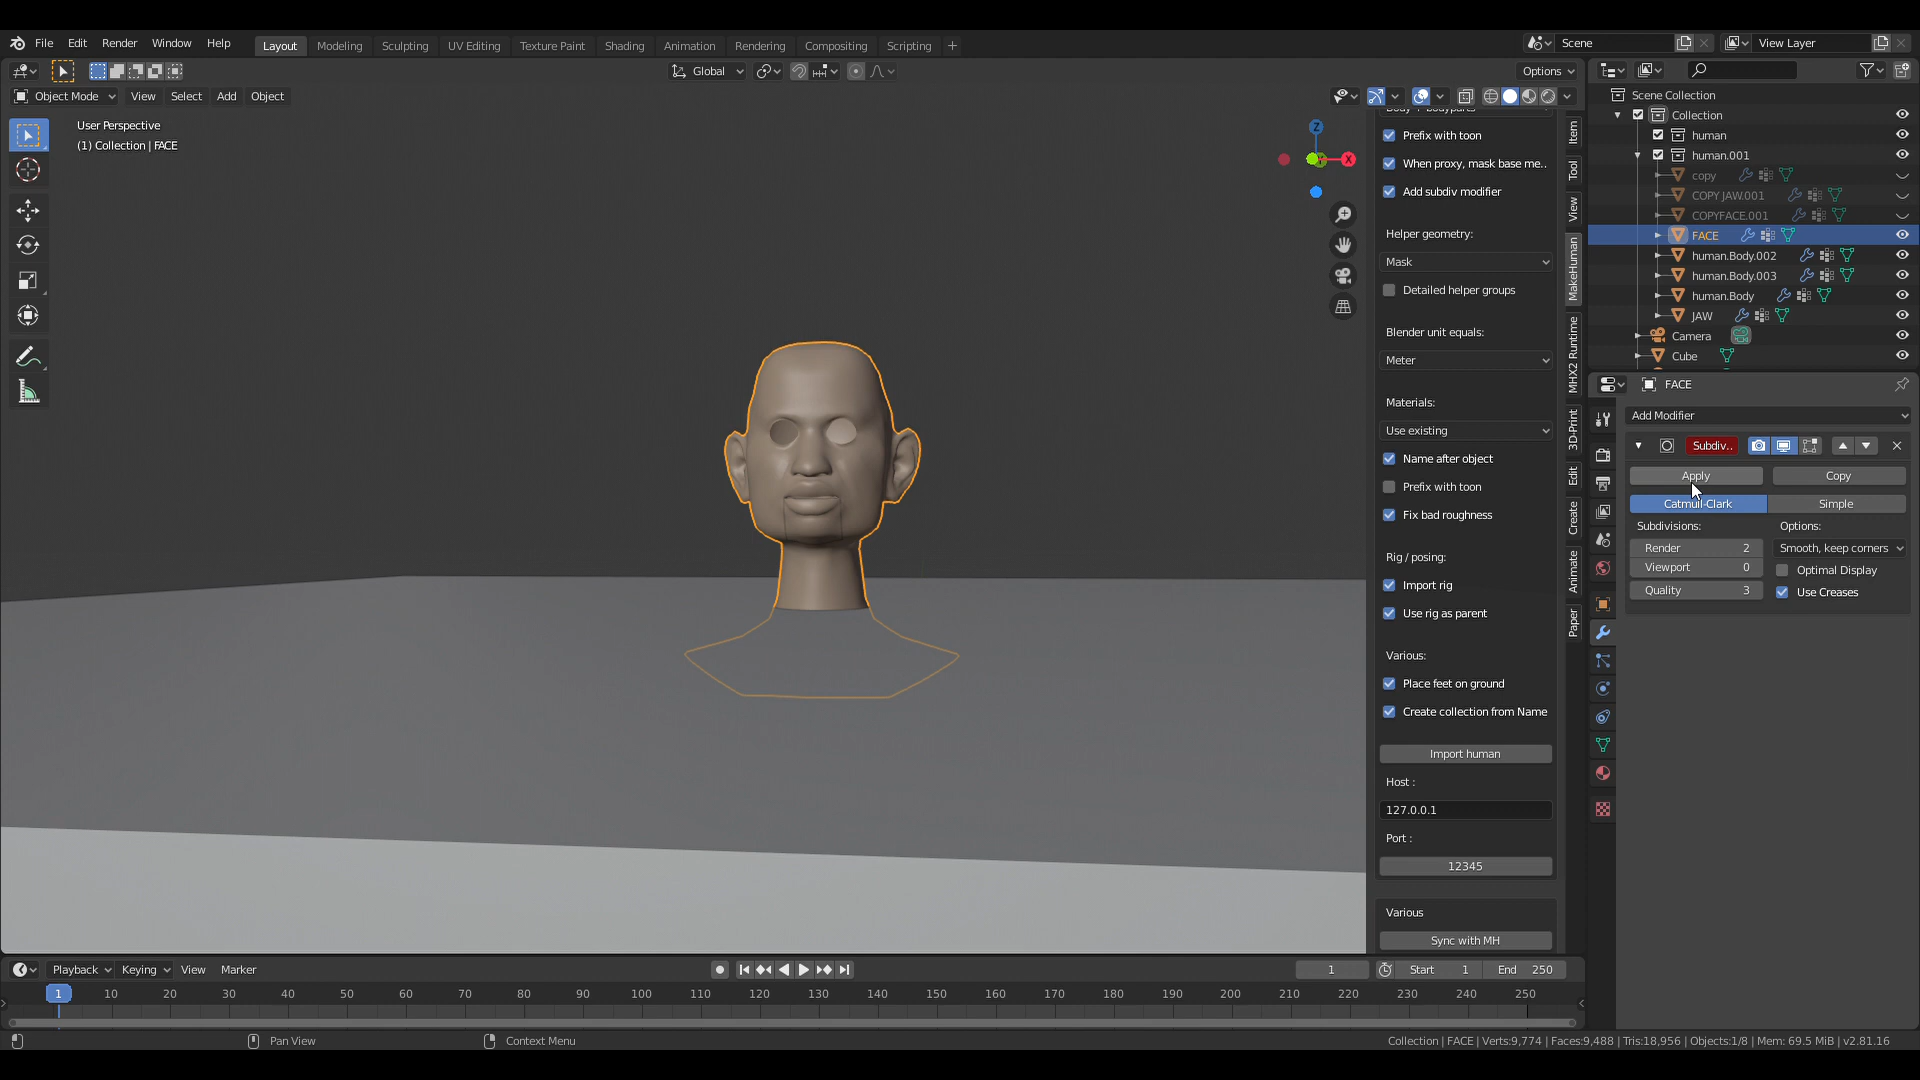 File Edit Render Window Help
Layout Modeling Sculpting UV Editing Texture Paint Shading Animation Rendering Compositing Scripting +
Scene
View Layer
Global
Options
Object Mode View Select Add Object
User Perspective
(1) Collection | FACE
Z
X
Prefix with toon
When proxy, mask base me..
Add subdiv modifier
Helper geometry:
Mask
Detailed helper groups
Blender unit equals:
Meter
Materials:
Use existing
Name after object
Prefix with toon
Fix bad roughness
Rig / posing:
Import rig
Use rig as parent
Various:
Place feet on ground
Create collection from Name
Import human
Host :
127.0.0.1
Port :
12345
Various
Sync with MH
Item
Tool
View
MakeHuman
MHX2 Runtime
3D-Print
Edit
Create
Animate
Paper
Scene Collection
Collection
human
human.001
copy
COPY JAW.001
COPYFACE.001
FACE
human.Body.002
human.Body.003
human.Body
JAW
Camera
Cube
FACE
Add Modifier
Subdiv..
Apply Copy
Catmull-Clark Simple
Subdivisions: Options:
Render 2 Smooth, keep corners
Viewport 0 Optimal Display
Quality 3 Use Creases
Playback Keying View Marker
1 Start 1 End 250
1 10 20 30 40 50 60 70 80 90 100 110 120 130 140 150 160 170 180 190 200 210 220 230 240 250
Pan View Context Menu
Collection | FACE | Verts:9,774 | Faces:9,488 | Tris:18,956 | Objects:1/8 | Mem: 69.5 MiB | v2.81.16